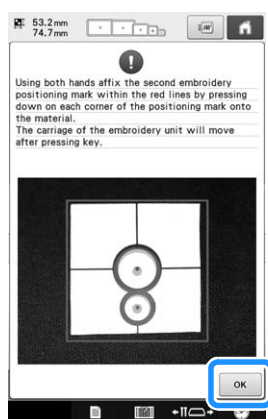 53.2mm
74.7mm
Using both hands affix the second embroidery
positioning mark within the red lines by pressing
down on each corner of the positioning mark onto
the material.
The carriage of the embroidery unit will move
after pressing key.
OK